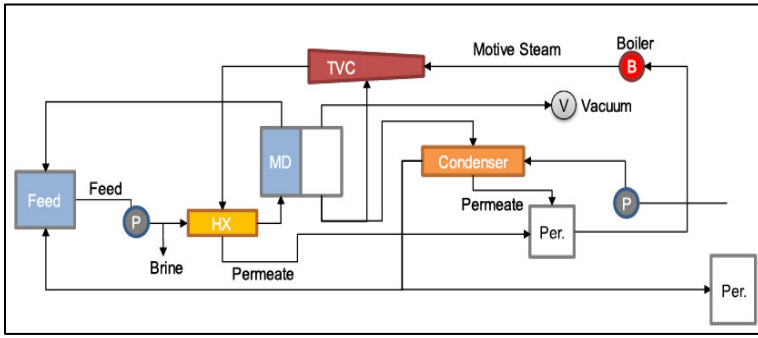 Boiler
Motive Steam
B
TVC
V
Vacuum
MD
Condenser
Feed
Feed
P
Permeate
P
HX
Per.
Brine
Permeate
Per.